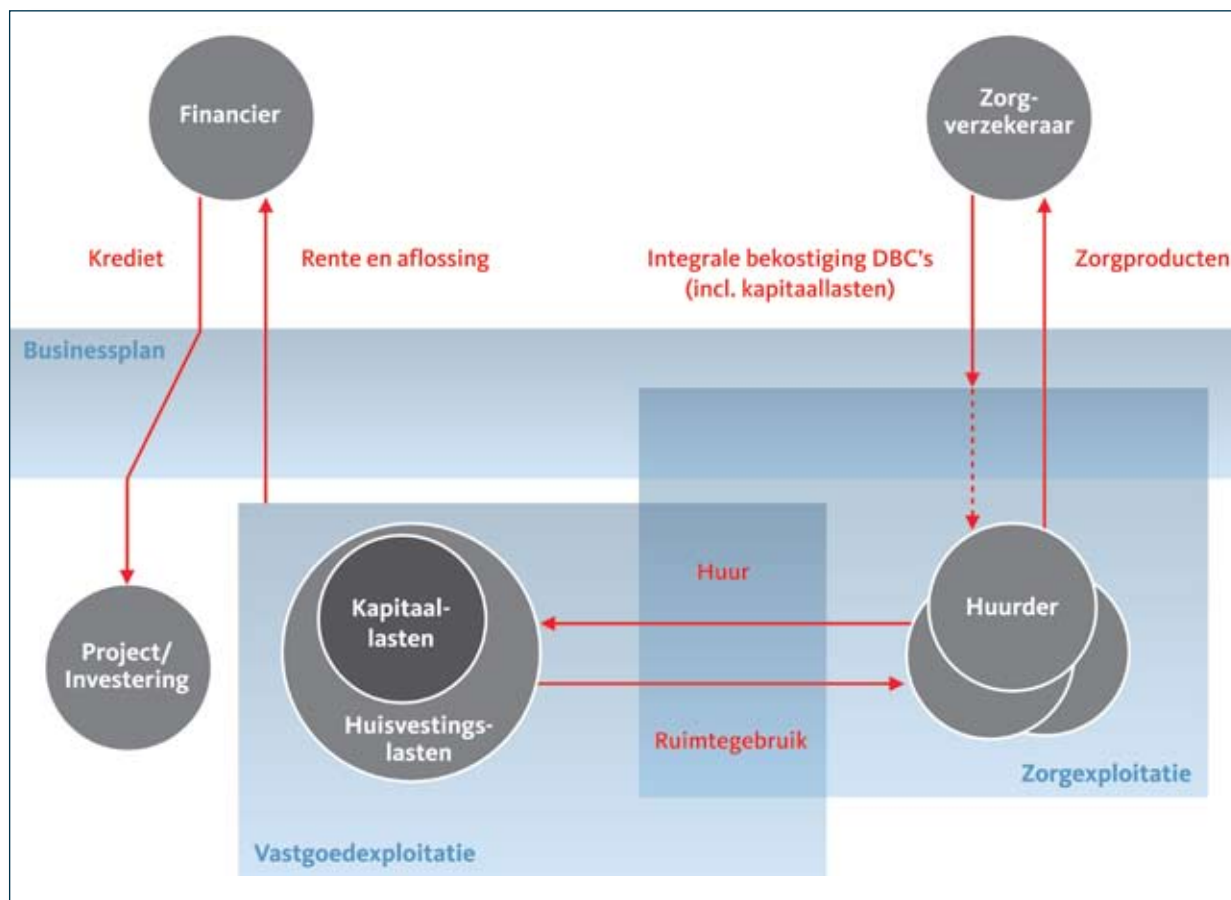 Financier
Zorg-
verzekeraar
Krediet
Rente en aflossing
Integrale bekostiging DBC's
(incl. kapitaallasten)
Zorgproducten
Businessplan
Project/
Investering
Kapitaal-
lasten
Huisvestings-
lasten
Huur
Ruimtegebruik
Huurder
Zorgexploitatie
Vastgoedexploitatie